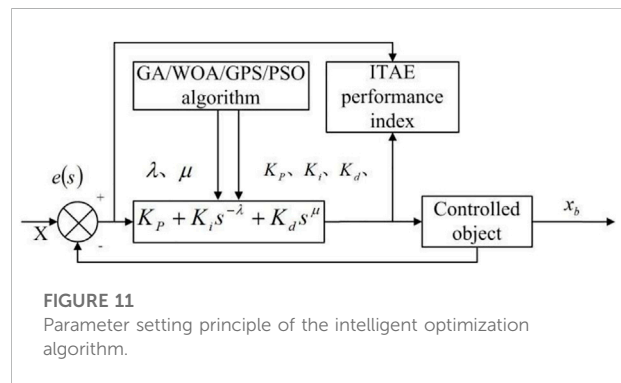 GA/WOA/GPS/PSO
algorithm
ITAE
performance
index
λ、μ
K_P、K_i、K_d、
e(s)
+
X
-
K_P + K_i s^{-λ} + K_d s^μ
Controlled
object
x_b
FIGURE 11
Parameter setting principle of the intelligent optimization
algorithm.